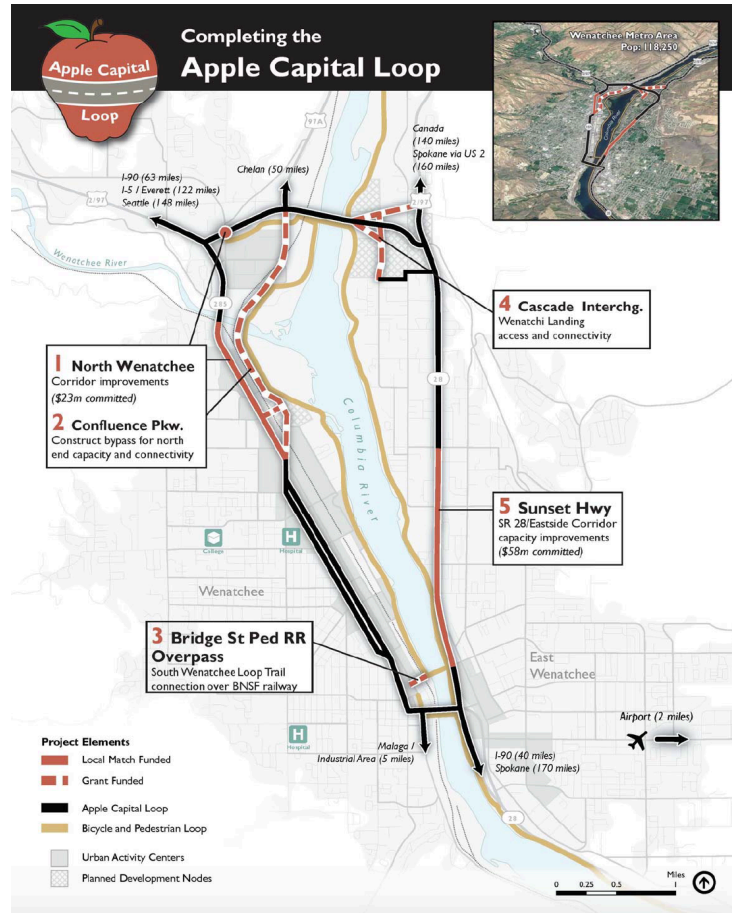 Completing the
Apple Capital Loop
Apple Capital
Loop
Wenatchee Metro Area
Pop: 118,250
Columbia River
97A
Canada
(140 miles)
Spokane via US 2
(160 miles)
I-90 (63 miles)
I-5 / Everett (122 miles)
Seattle (148 miles)
Chelan (50 miles)
2/97
2/97
Wenatchee River
285
4 Cascade Interchg.
Wenatchi Landing
access and connectivity
1 North Wenatchee
Corridor improvements
($23m committed)
2 Confluence Pkw.
Construct bypass for north
end capacity and connectivity
28
Columbia River
5 Sunset Hwy
SR 28/Eastside Corridor
capacity improvements
($58m committed)
College
Hospital
Wenatchee
3 Bridge St Ped RR
Overpass
South Wenatchee Loop Trail
connection over BNSF railway
East
Wenatchee
Airport (2 miles)
Hospital
Malaga /
Industrial Area (5 miles)
I-90 (40 miles)
Spokane (170 miles)
28
Project Elements
Local Match Funded
Grant Funded
Apple Capital Loop
Bicycle and Pedestrian Loop
Urban Activity Centers
Planned Development Nodes
Miles
0 0.25 0.5 1